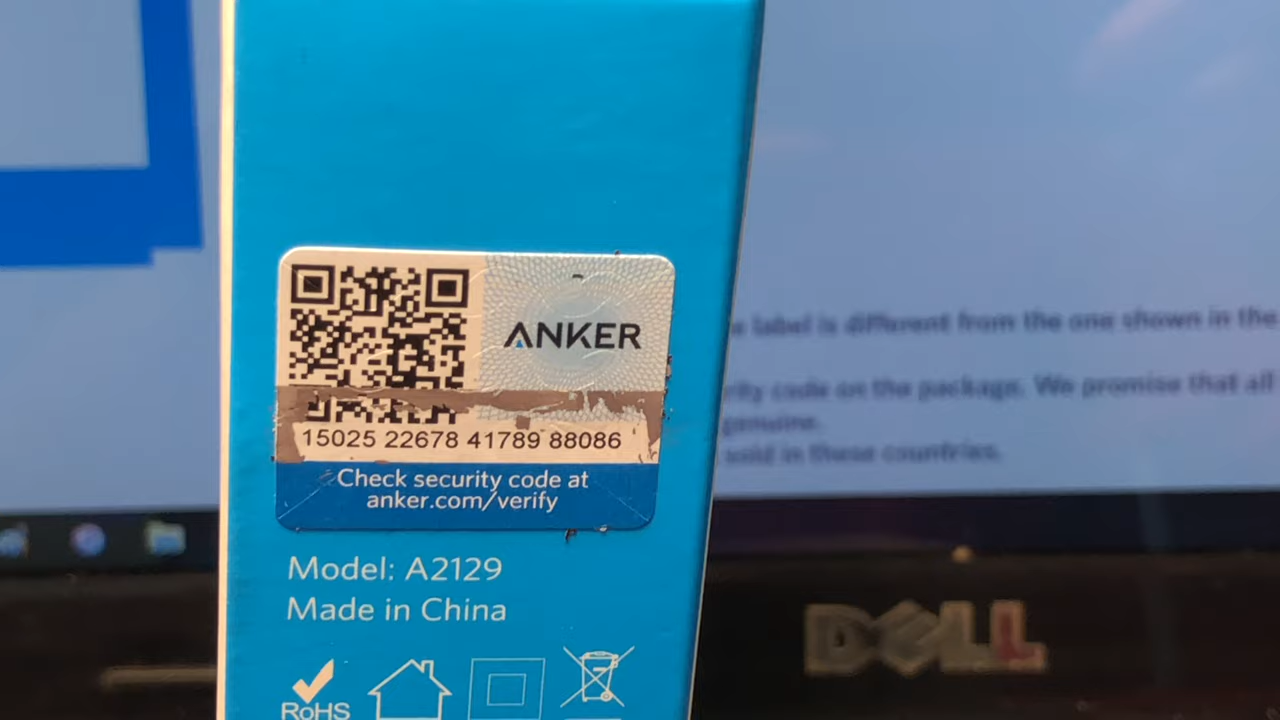 ANKER
15025 22678 41789 88086
Check security code at
anker.com/verify
Model: A2129
Made in China
RoHS
label is different from the one shown in the
code on the package. We promise that all
genuine.
sold in these countries.
DELL